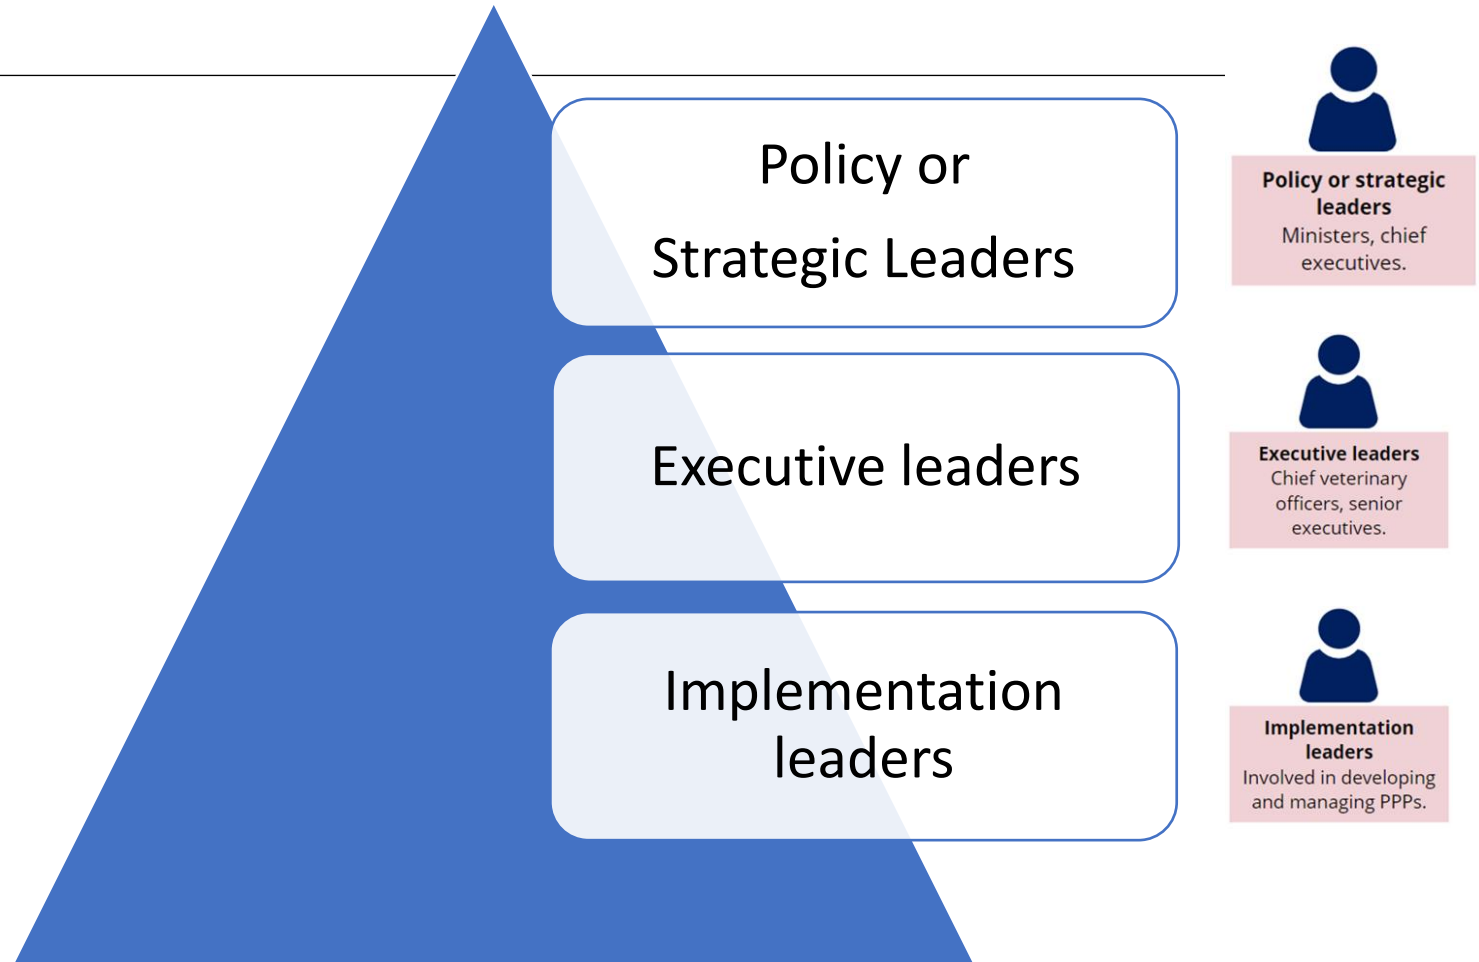 Policy or
Strategic Leaders
Policy or strategic
leaders
Ministers, chief
executives.
Executive leaders
Executive leaders
Chief veterinary
officers, senior
executives.
Implementation
leaders
Implementation
leaders
Involved in developing
and managing PPPs.